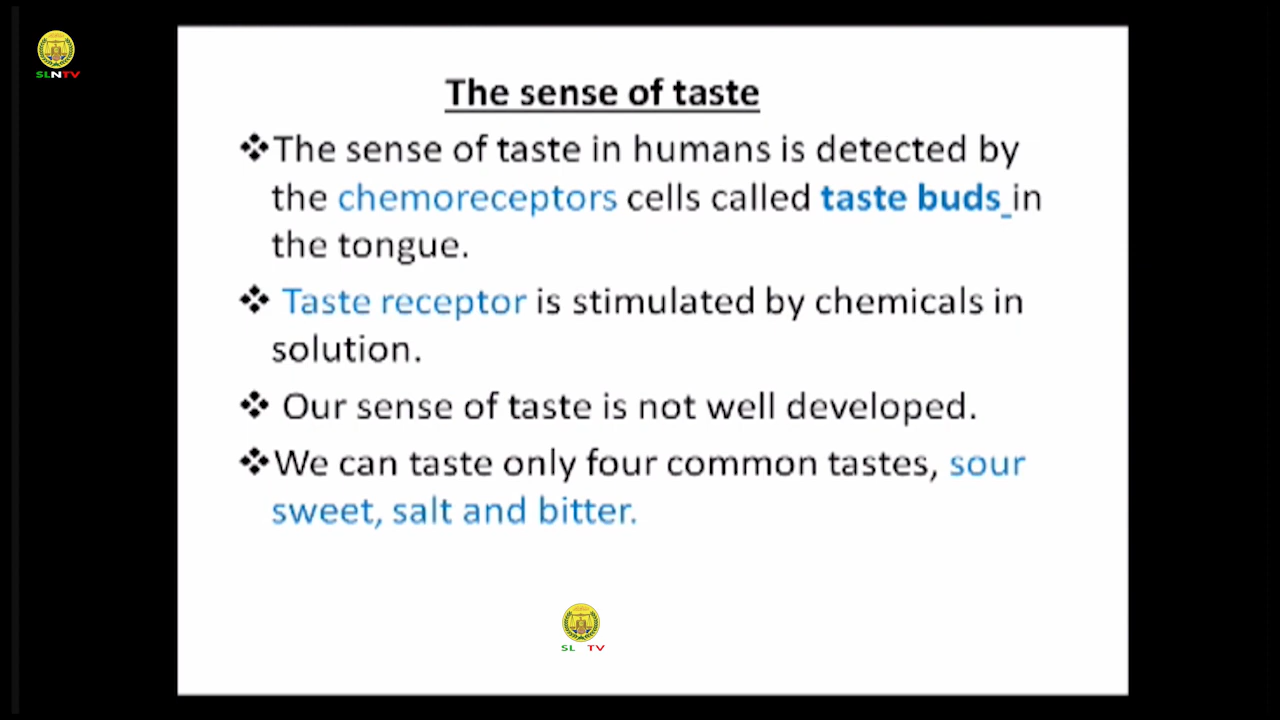 SLNTV
The sense of taste
❖The sense of taste in humans is detected by
the chemoreceptors cells called taste buds in
the tongue.
❖ Taste receptor is stimulated by chemicals in
solution.
❖ Our sense of taste is not well developed.
❖We can taste only four common tastes, sour
sweet, salt and bitter.
SL TV